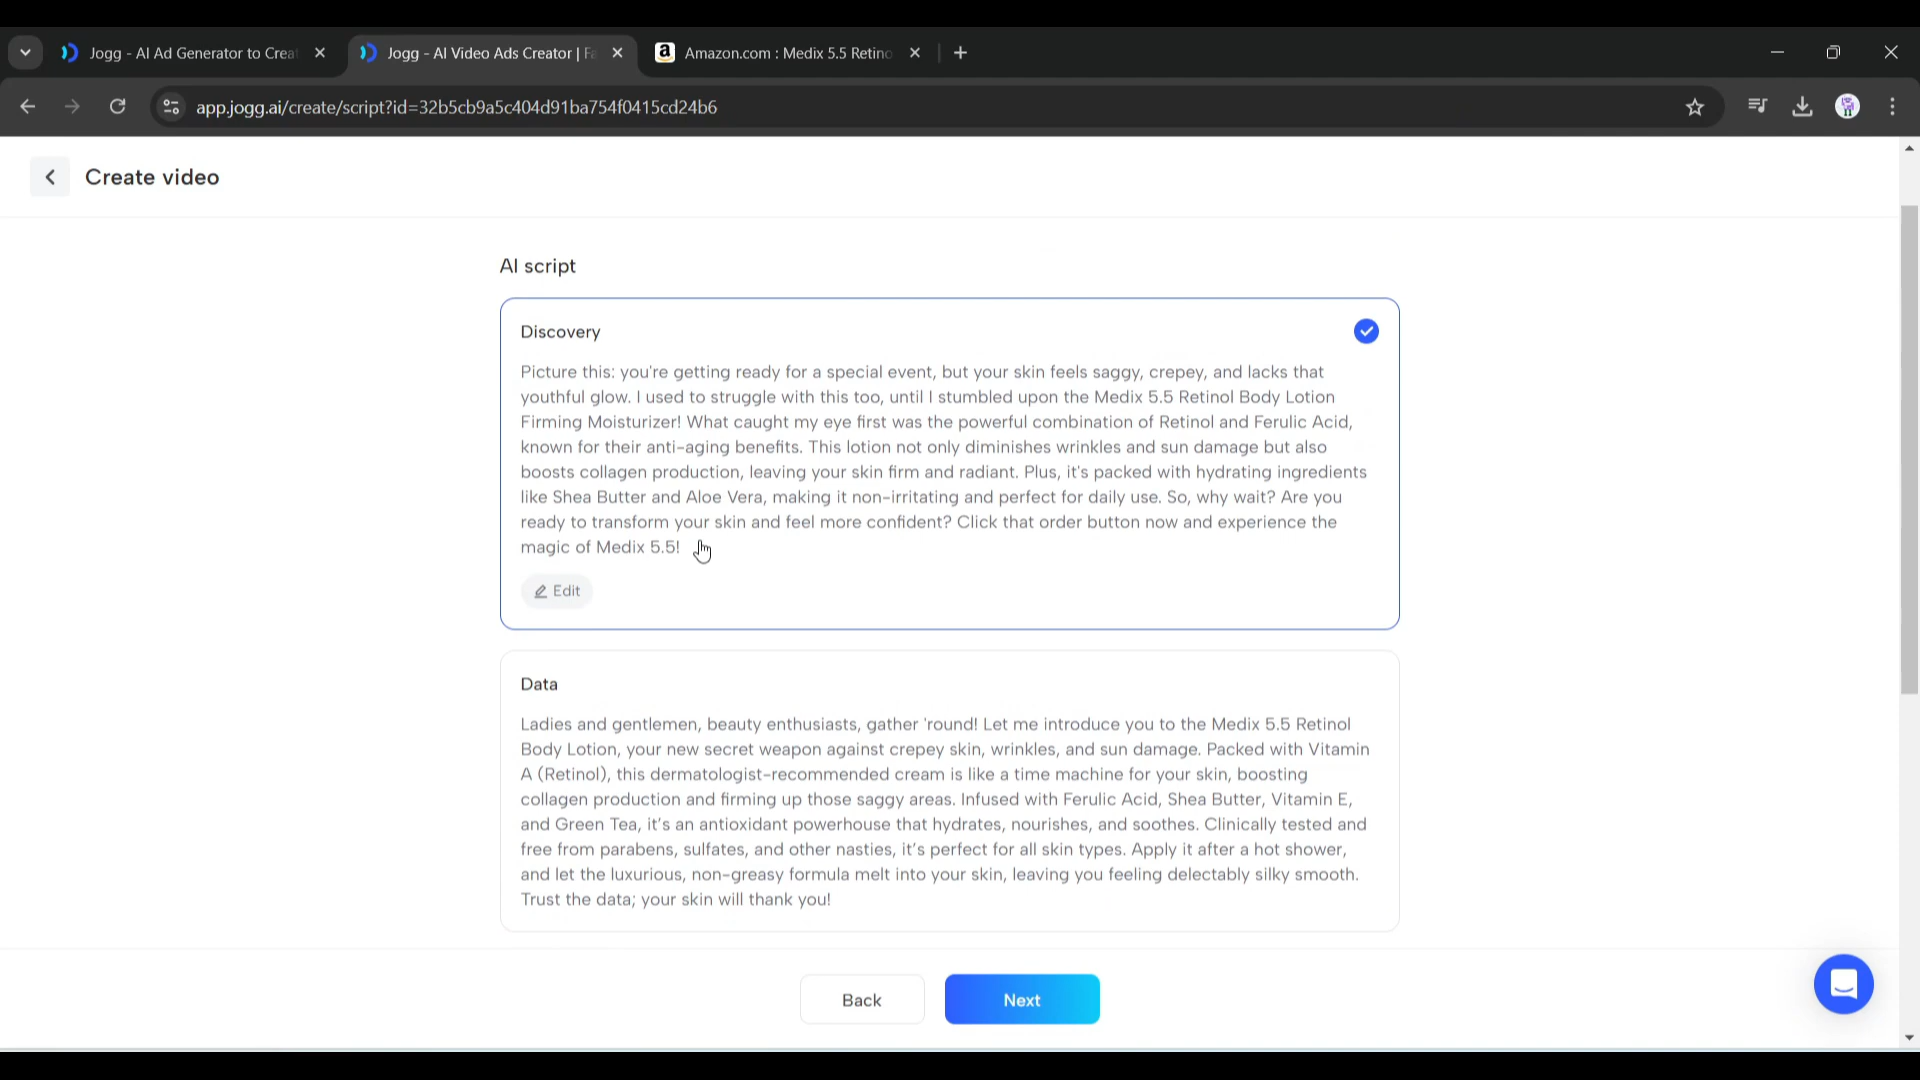 Jogg - AI Ad Generator to Creat
Jogg - AI Video Ads Creator | Fa
Amazon.com : Medix 5.5 Retino
app.jogg.ai/create/script?id=32b5cb9a5c404d91ba754f0415cd24b6
Create video
AI script
Discovery
Picture this: you're getting ready for a special event, but your skin feels saggy, crepey, and lacks that
youthful glow. I used to struggle with this too, until I stumbled upon the Medix 5.5 Retinol Body Lotion
Firming Moisturizer! What caught my eye first was the powerful combination of Retinol and Ferulic Acid,
known for their anti-aging benefits. This lotion not only diminishes wrinkles and sun damage but also
boosts collagen production, leaving your skin firm and radiant. Plus, it's packed with hydrating ingredients
like Shea Butter and Aloe Vera, making it non-irritating and perfect for daily use. So, why wait? Are you
ready to transform your skin and feel more confident? Click that order button now and experience the
magic of Medix 5.5!
Edit
Data
Ladies and gentlemen, beauty enthusiasts, gather 'round! Let me introduce you to the Medix 5.5 Retinol
Body Lotion, your new secret weapon against crepey skin, wrinkles, and sun damage. Packed with Vitamin
A (Retinol), this dermatologist-recommended cream is like a time machine for your skin, boosting
collagen production and firming up those saggy areas. Infused with Ferulic Acid, Shea Butter, Vitamin E,
and Green Tea, it's an antioxidant powerhouse that hydrates, nourishes, and soothes. Clinically tested and
free from parabens, sulfates, and other nasties, it's perfect for all skin types. Apply it after a hot shower,
and let the luxurious, non-greasy formula melt into your skin, leaving you feeling delectably silky smooth.
Trust the data; your skin will thank you!
Back
Next